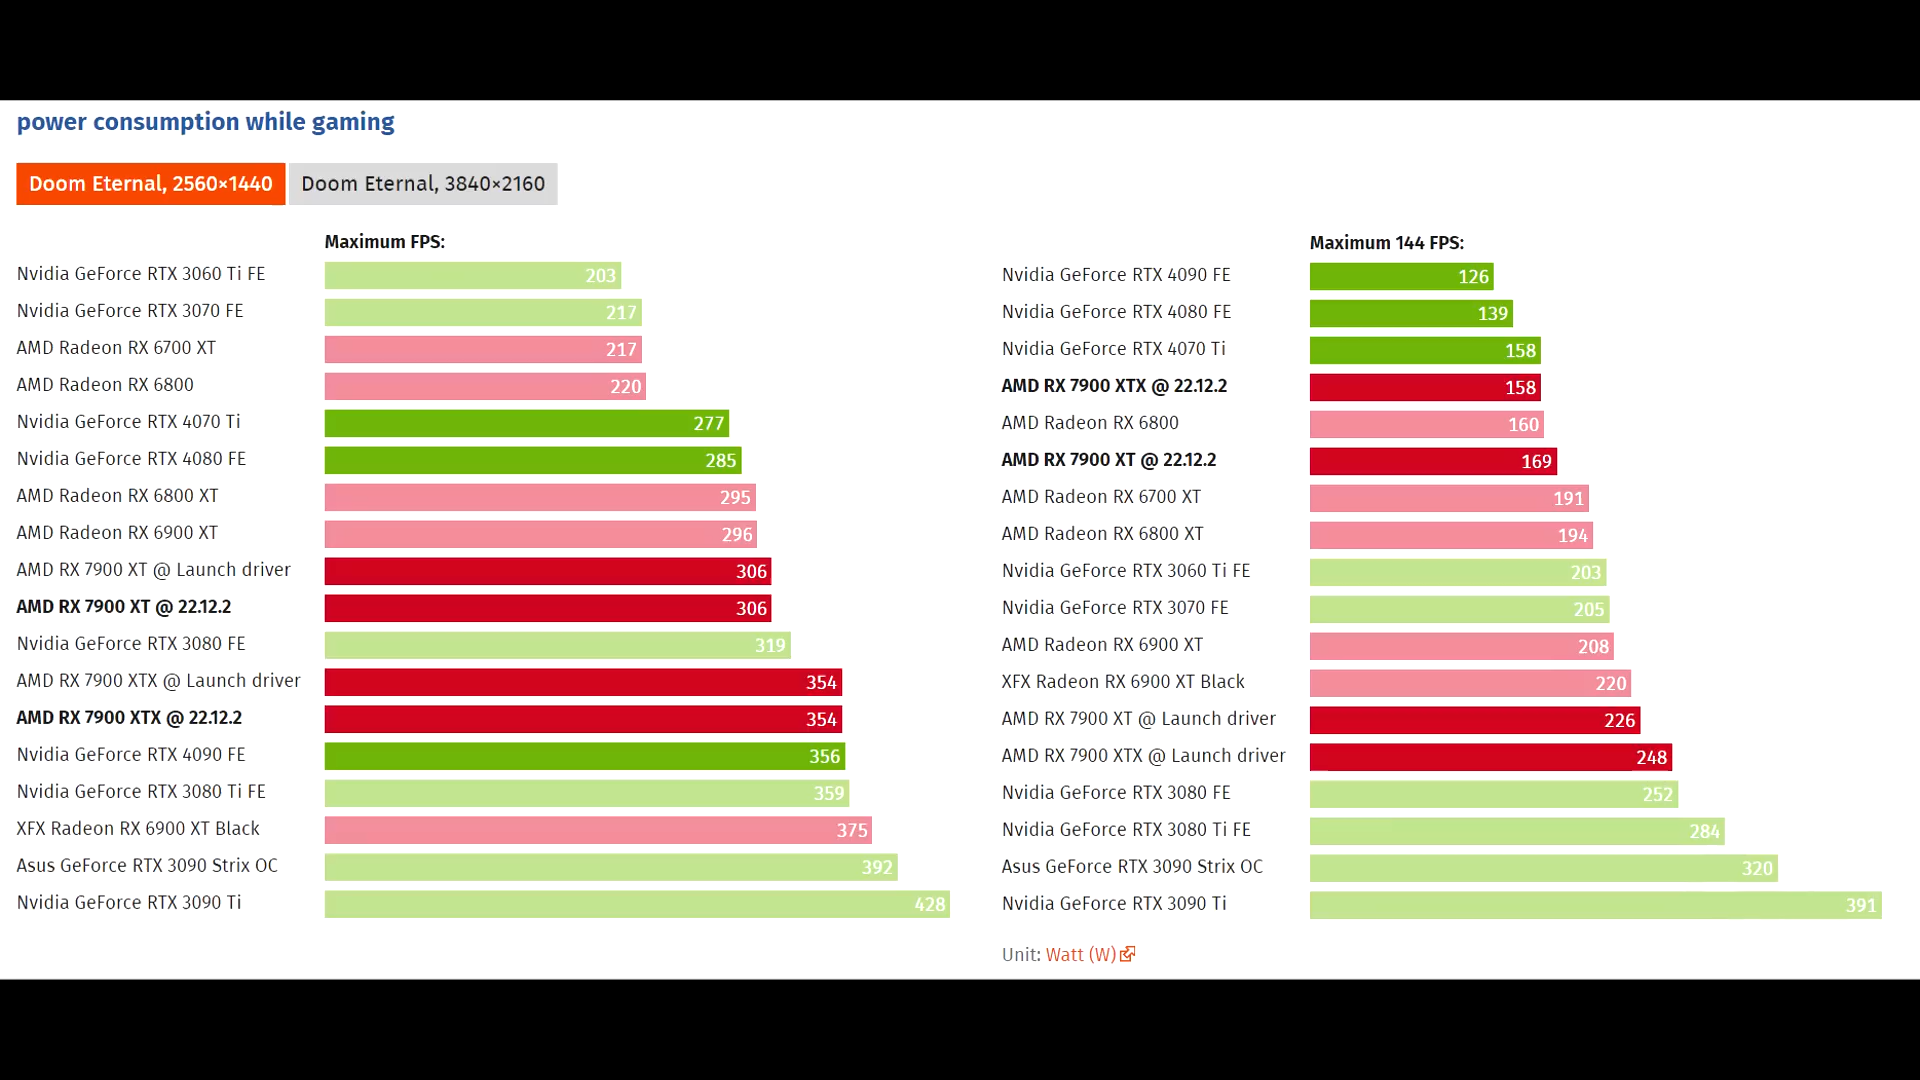 power consumption while gaming
Doom Eternal, 2560×1440 Doom Eternal, 3840×2160
Maximum FPS:
Nvidia GeForce RTX 3060 Ti FE 203
Nvidia GeForce RTX 3070 FE 217
AMD Radeon RX 6700 XT 217
AMD Radeon RX 6800 220
Nvidia GeForce RTX 4070 Ti 277
Nvidia GeForce RTX 4080 FE 285
AMD Radeon RX 6800 XT 295
AMD Radeon RX 6900 XT 296
AMD RX 7900 XT @ Launch driver 306
AMD RX 7900 XT @ 22.12.2 306
Nvidia GeForce RTX 3080 FE 319
AMD RX 7900 XTX @ Launch driver 354
AMD RX 7900 XTX @ 22.12.2 354
Nvidia GeForce RTX 4090 FE 356
Nvidia GeForce RTX 3080 Ti FE 359
XFX Radeon RX 6900 XT Black 375
Asus GeForce RTX 3090 Strix OC 392
Nvidia GeForce RTX 3090 Ti 428
Maximum 144 FPS:
Nvidia GeForce RTX 4090 FE 126
Nvidia GeForce RTX 4080 FE 139
Nvidia GeForce RTX 4070 Ti 158
AMD RX 7900 XTX @ 22.12.2 158
AMD Radeon RX 6800 160
AMD RX 7900 XT @ 22.12.2 169
AMD Radeon RX 6700 XT 191
AMD Radeon RX 6800 XT 194
Nvidia GeForce RTX 3060 Ti FE 203
Nvidia GeForce RTX 3070 FE 205
AMD Radeon RX 6900 XT 208
XFX Radeon RX 6900 XT Black 220
AMD RX 7900 XT @ Launch driver 226
AMD RX 7900 XTX @ Launch driver 248
Nvidia GeForce RTX 3080 FE 252
Nvidia GeForce RTX 3080 Ti FE 284
Asus GeForce RTX 3090 Strix OC 320
Nvidia GeForce RTX 3090 Ti 391
Unit: Watt (W)